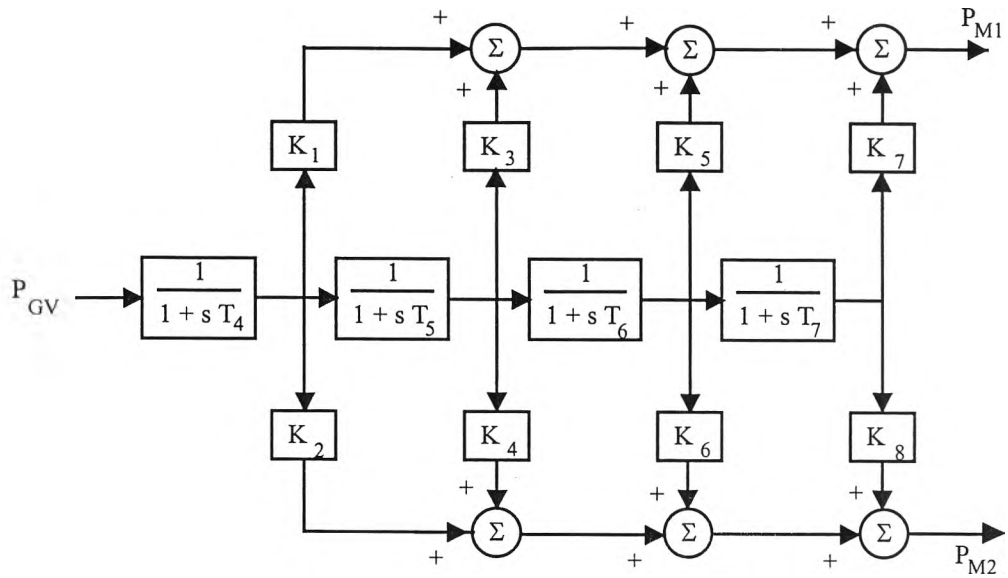 P_M1
+ + +
Σ Σ Σ
+ + +
K_1 K_3 K_5 K_7
P_GV
1 1 1 1
1 + s T_4 1 + s T_5 1 + s T_6 1 + s T_7
K_2 K_4 K_6 K_8
+ + +
Σ Σ Σ
+ + +
P_M2